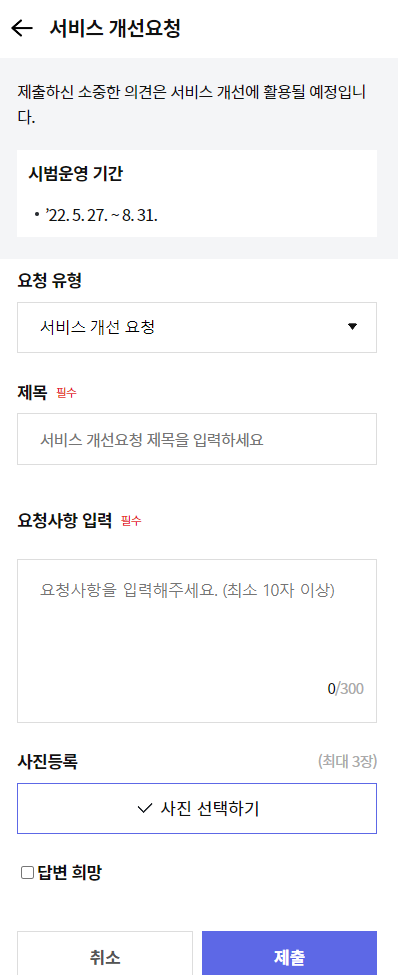 서비스 개선요청
제출하신 소중한 의견은 서비스 개선에 활용될 예정입니
다.
시범운영 기간
• ’22. 5. 27. ~ 8. 31.
요청 유형
서비스 개선 요청
제목 필수
서비스 개선요청 제목을 입력하세요
요청사항 입력 필수
요청사항을 입력해주세요. (최소 10자 이상)
0/300
사진등록 (최대 3장)
사진 선택하기
답변 희망
취소 제출